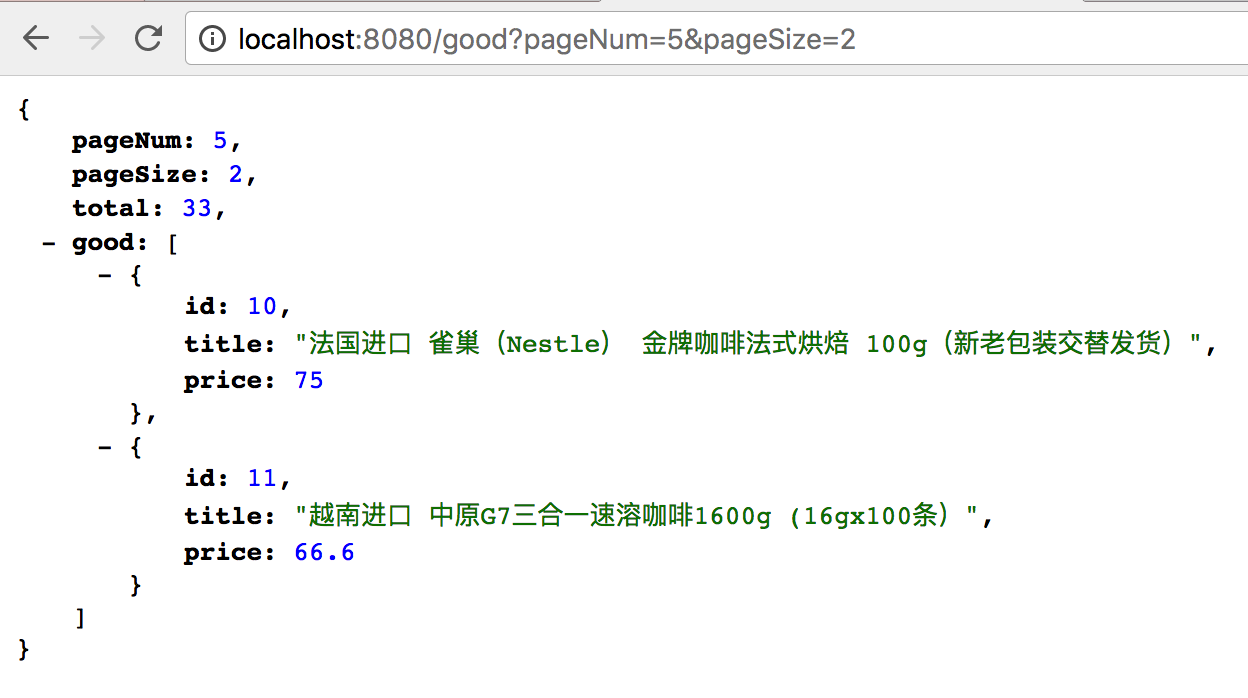 localhost:8080/good?pageNum=5&pageSize=2
{
pageNum: 5,
pageSize: 2,
total: 33,
- good: [
- {
id: 10,
title: "法国进口 雀巢（Nestle） 金牌咖啡法式烘焙 100g（新老包装交替发货）",
price: 75
},
- {
id: 11,
title: "越南进口 中原G7三合一速溶咖啡1600g (16gx100条）",
price: 66.6
}
]
}